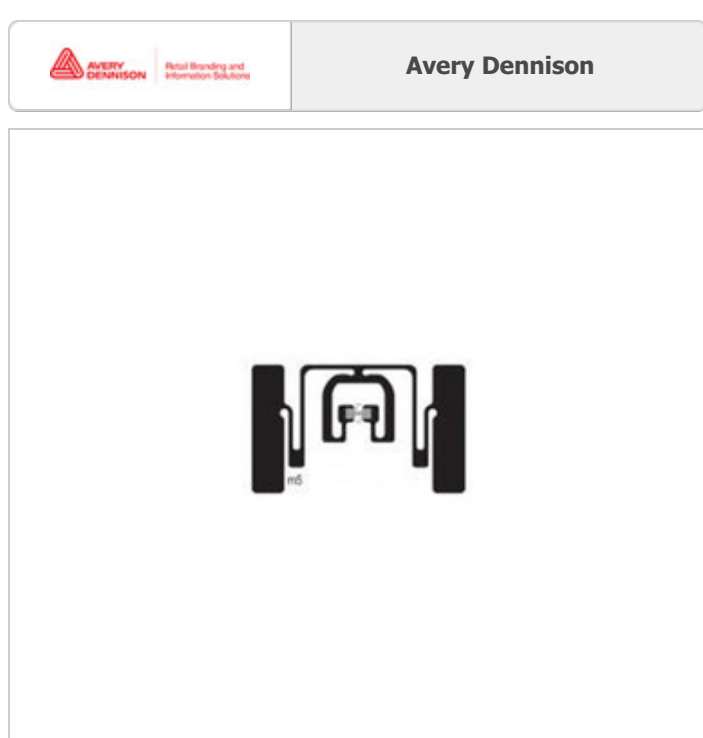 AVERY
DENNISON
Retail Branding and
Information Solutions
Avery Dennison
m5